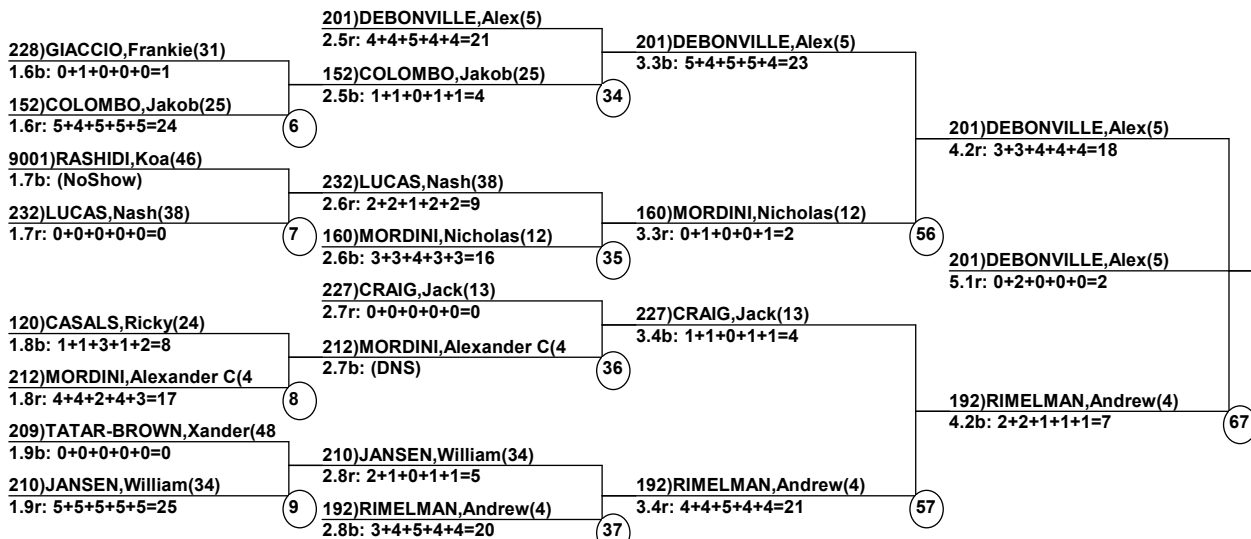 228)GIACCIO,Frankie(31)
1.6b: 0+1+0+0+0=1
152)COLOMBO,Jakob(25)
1.6r: 5+4+5+5+5=24
6
9001)RASHIDI,Koa(46)
1.7b: (NoShow)
232)LUCAS,Nash(38)
1.7r: 0+0+0+0+0=0
7
120)CASALS,Ricky(24)
1.8b: 1+1+3+1+2=8
212)MORDINI,Alexander C(4
1.8r: 4+4+2+4+3=17
8
209)TATAR-BROWN,Xander(48
1.9b: 0+0+0+0+0=0
210)JANSEN,William(34)
1.9r: 5+5+5+5+5=25
9
201)DEBONVILLE,Alex(5)
2.5r: 4+4+5+4+4=21
152)COLOMBO,Jakob(25)
2.5b: 1+1+0+1+1=4
34
232)LUCAS,Nash(38)
2.6r: 2+2+1+2+2=9
160)MORDINI,Nicholas(12)
2.6b: 3+3+4+3+3=16
35
227)CRAIG,Jack(13)
2.7r: 0+0+0+0+0=0
212)MORDINI,Alexander C(4
2.7b: (DNS)
36
210)JANSEN,William(34)
2.8r: 2+1+0+1+1=5
192)RIMELMAN,Andrew(4)
2.8b: 3+4+5+4+4=20
37
201)DEBONVILLE,Alex(5)
3.3b: 5+4+5+5+4=23
160)MORDINI,Nicholas(12)
3.3r: 0+1+0+0+1=2
56
227)CRAIG,Jack(13)
3.4b: 1+1+0+1+1=4
192)RIMELMAN,Andrew(4)
3.4r: 4+4+5+4+4=21
57
201)DEBONVILLE,Alex(5)
4.2r: 3+3+4+4+4=18
201)DEBONVILLE,Alex(5)
5.1r: 0+2+0+0+0=2
192)RIMELMAN,Andrew(4)
4.2b: 2+2+1+1+1=7
67